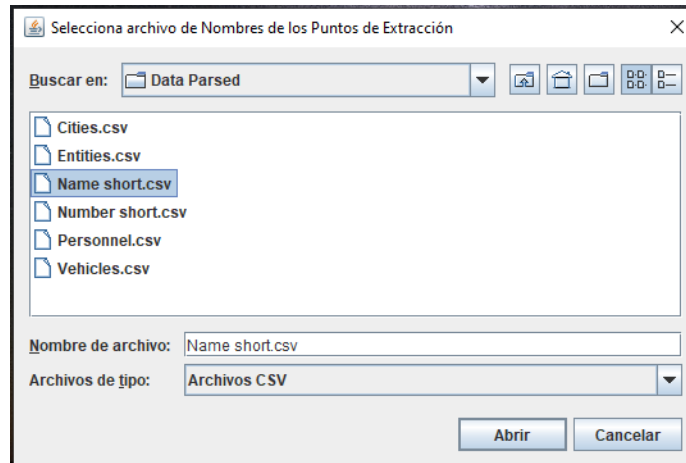 Selecciona archivo de Nombres de los Puntos de Extracción
Buscar en: Data Parsed
Cities.csv
Entities.csv
Name short.csv
Number short.csv
Personnel.csv
Vehicles.csv
Nombre de archivo: Name short.csv
Archivos de tipo: Archivos CSV
Abrir Cancelar